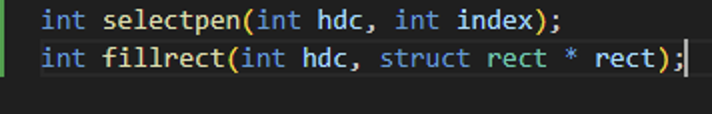 int selectpen(int hdc, int index);
int fillrect(int hdc, struct rect * rect);